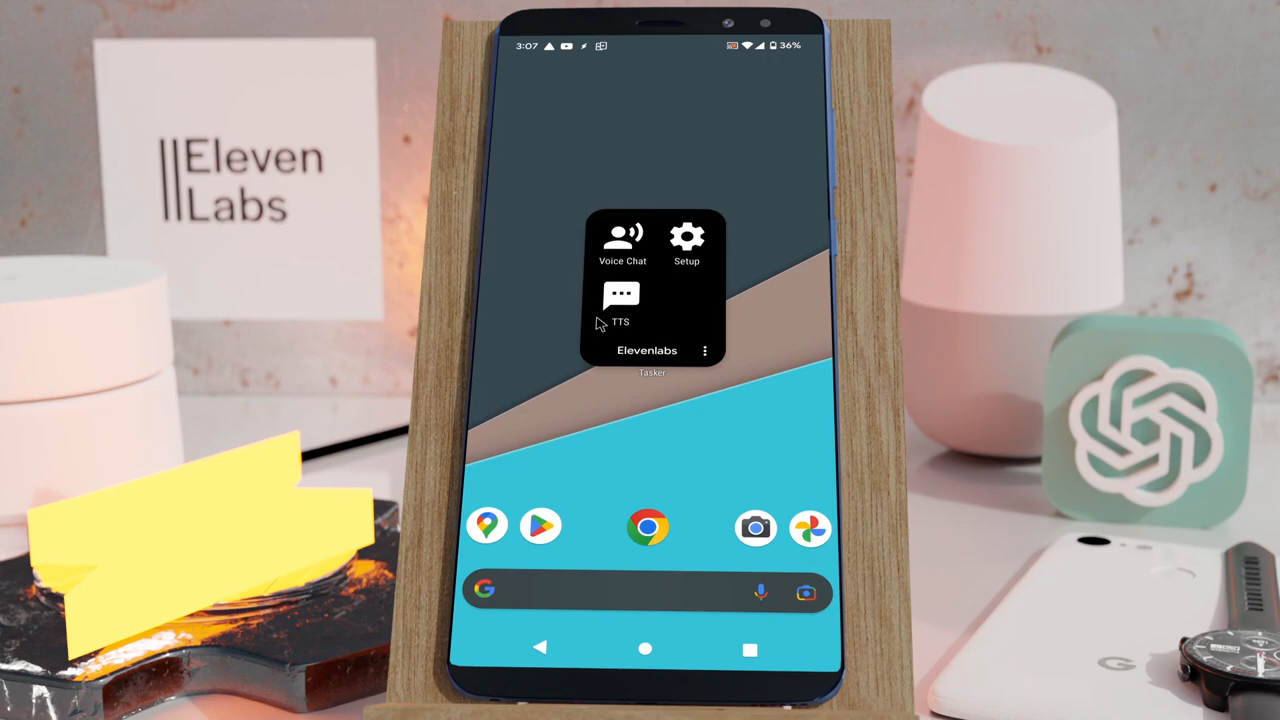 3:07
36%
Eleven
Labs
Voice Chat
Setup
TTS
Elevenlabs
Tasker
G
G